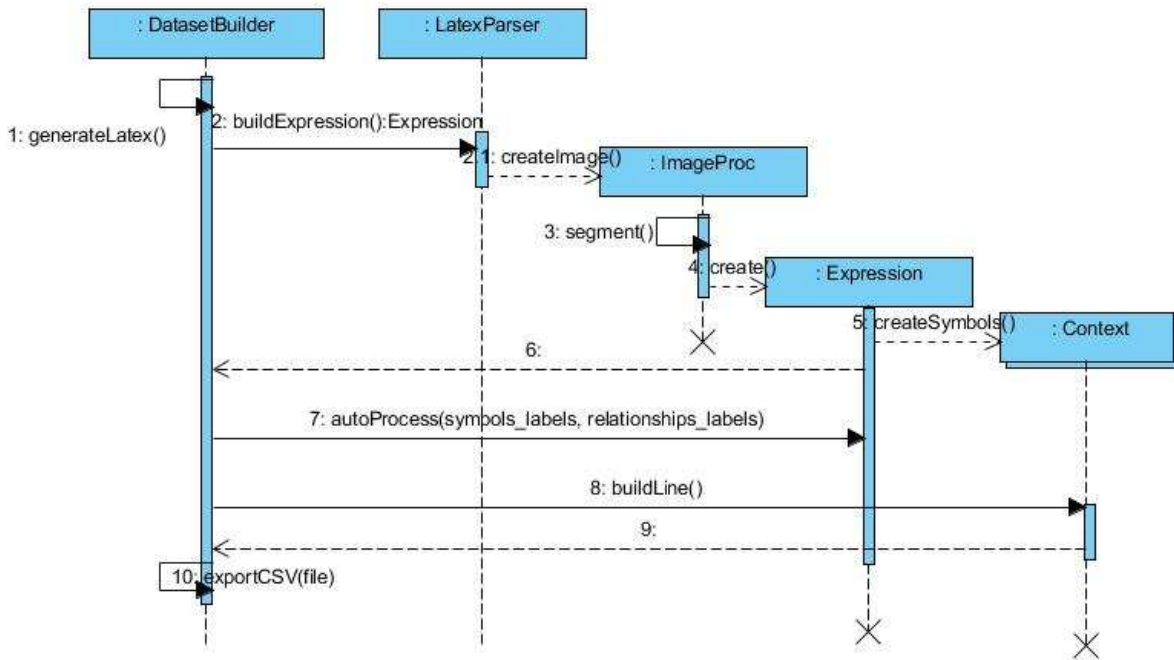 : DatasetBuilder
: LatexParser
1: generateLatex()
2: buildExpression():Expression
2.1: createImage()
: ImageProc
3: segment()
4: create()
: Expression
5: createSymbols()
: Context
6:
7: autoProcess(symbols_labels, relationships_labels)
8: buildLine()
9:
10: exportCSV(file)